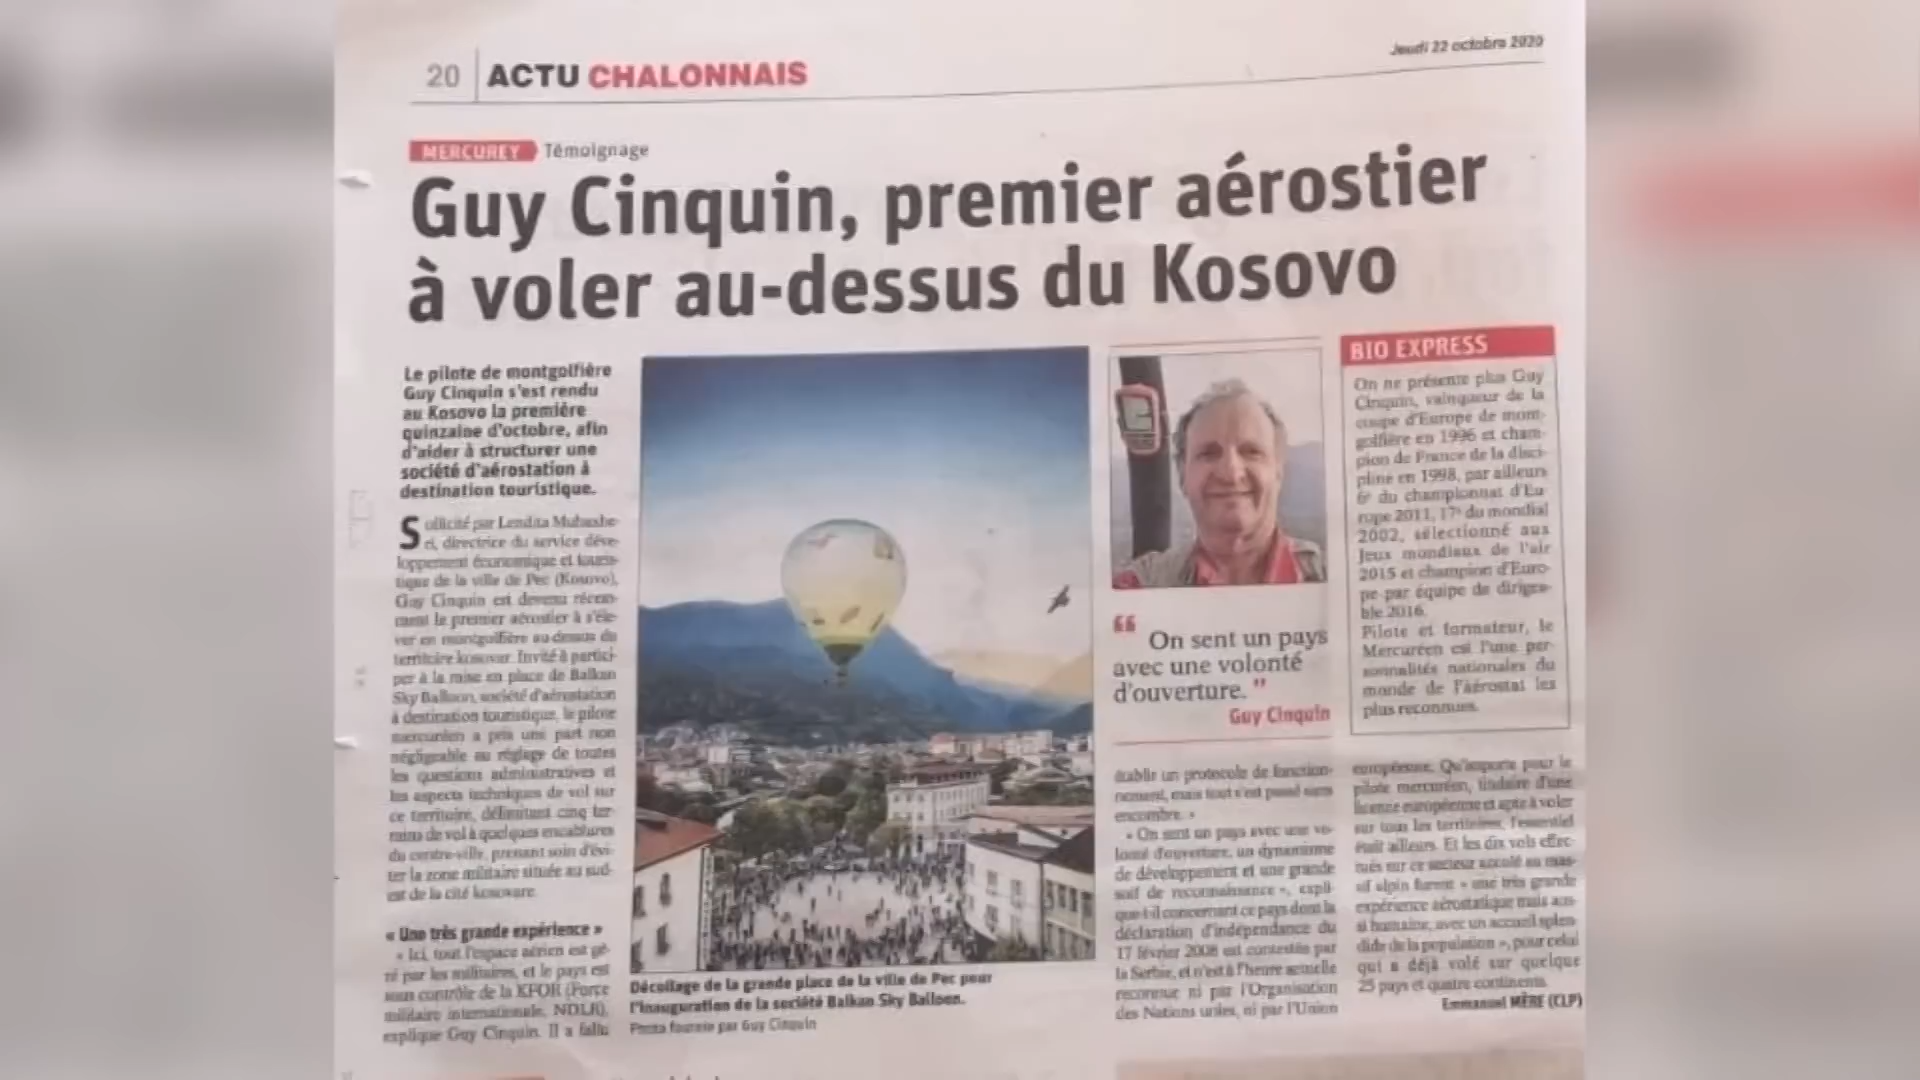 20 ACTU CHALONNAIS
Jeudi 22 octobre 2020
MERCUREY Témoignage
Guy Cinquin, premier aérostier
à voler au-dessus du Kosovo
Le pilote de montgolfière
Guy Cinquin s'est rendu
au Kosovo la première
quinzaine d'octobre, afin
d'aider à structurer une
société d'aérostation à
destination touristique.
Sollicité par Lendita
ci, directrice du service déve-
loppement économique et touris-
tique de la ville de Pec (Kosovo),
Guy Cinquin est devenu récem-
ment le premier aérostier à s'éle-
ver en montgolfière au-dessus du
territoire kosovar. Invité à partici-
per à la mise en place de Balkan
Sky Balloon, société d'aérostation
à destination touristique, le pilote
mercuréen a pris une part non
négligeable au réglage de toutes
les questions administratives et
les aspects techniques de vol sur
ce territoire, délimitant cinq ter-
rains de vol à quelques encablures
du centre-ville, prenant soin d'évi-
ter la zone militaire située au sud-
est de la cité kosovare.
« Une très grande expérience »
« Ici, tout l'espace aérien est gé-
ré par les militaires, et le pays est
sous contrôle de la KFOR (Force
militaire internationale, NDLR),
explique Guy Cinquin. Il a fallu
Décollage de la grande place de la ville de Pec pour
l'inauguration de la société Balkan Sky Balloon.
Photo fournie par Guy Cinquin
“ On sent un pays
avec une volonté
d'ouverture. ”
Guy Cinquin
établir un protocole de fonction-
nement, mais tout s'est passé sans
encombre. »
« On sent un pays avec une vo-
lonté d'ouverture, un dynamisme
de développement et une grande
soif de reconnaissance », expli-
que-t-il concernant ce pays dont la
déclaration d'indépendance du
17 février 2008 est contestée par
la Serbie, et n'est à l'heure actuelle
reconnue ni par l'Organisation
des Nations unies, ni par l'Union
BIO EXPRESS
On ne présente plus Guy
Cinquin, vainqueur de la
coupe d'Europe de mont-
golfière en 1996 et cham-
pion de France de la disci-
pline en 1998, par ailleurs
6e du championnat d'Eu-
rope 2011, 17e du mondial
2002, sélectionné aux
Jeux mondiaux de l'air
2015 et champion d'Euro-
pe par équipe de dirigea-
ble 2016.
Pilote et formateur, le
Mercuréen est l'une per-
sonnalités nationales du
monde de l'aérostat les
plus reconnues.
européenne. Qu'importe pour le
pilote mercuréen, titulaire d'une
licence européenne et apte à voler
sur tous les territoires, l'essentiel
était ailleurs. Et les dix vols effec-
tués sur ce secteur accolé au mas-
sif alpin furent « une très grande
expérience aérostatique mais aus-
si humaine, avec un accueil splen-
dide de la population », pour celui
qui a déjà volé sur quelque
25 pays et quatre continents.
Emmanuel MÈRE (CLP)